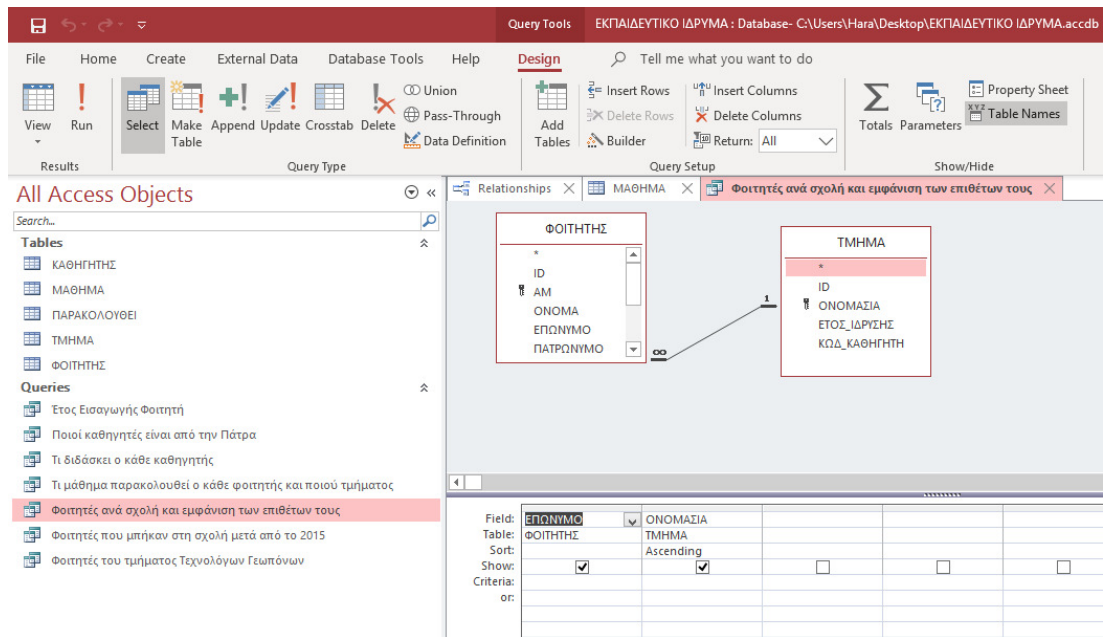 Query Tools ΕΚΠΑΙΔΕΥΤΙΚΟ ΙΔΡΥΜΑ : Database- C:\Users\Hara\Desktop\ΕΚΠΑΙΔΕΥΤΙΚΟ ΙΔΡΥΜΑ.accdb
File Home Create External Data Database Tools Help Design Tell me what you want to do
View Run Select Make Table Append Update Crosstab Delete
Union
Pass-Through
Data Definition
Add Tables
Insert Rows
Delete Rows
Builder
Insert Columns
Delete Columns
Return: All
Totals Parameters
Property Sheet
Table Names
Results Query Type Query Setup Show/Hide
All Access Objects
Search...
Tables
ΚΑΘΗΓΗΤΗΣ
ΜΑΘΗΜΑ
ΠΑΡΑΚΟΛΟΥΘΕΙ
ΤΜΗΜΑ
ΦΟΙΤΗΤΗΣ
Queries
Έτος Εισαγωγής Φοιτητή
Ποιοί καθηγητές είναι από την Πάτρα
Τι διδάσκει ο κάθε καθηγητής
Τι μάθημα παρακολουθεί ο κάθε φοιτητής και ποιού τμήματος
Φοιτητές ανά σχολή και εμφάνιση των επιθέτων τους
Φοιτητές που μπήκαν στη σχολή μετά από το 2015
Φοιτητές του τμήματος Τεχνολόγων Γεωπόνων
Relationships ΜΑΘΗΜΑ Φοιτητές ανά σχολή και εμφάνιση των επιθέτων τους
ΦΟΙΤΗΤΗΣ
*
ID
ΑΜ
ΟΝΟΜΑ
ΕΠΩΝΥΜΟ
ΠΑΤΡΩΝΥΜΟ
∞
1
ΤΜΗΜΑ
*
ID
ΟΝΟΜΑΣΙΑ
ΕΤΟΣ_ΙΔΡΥΣΗΣ
ΚΩΔ_ΚΑΘΗΓΗΤΗ
Field: ΕΠΩΝΥΜΟ ΟΝΟΜΑΣΙΑ
Table: ΦΟΙΤΗΤΗΣ ΤΜΗΜΑ
Sort: Ascending
Show:
Criteria:
or: